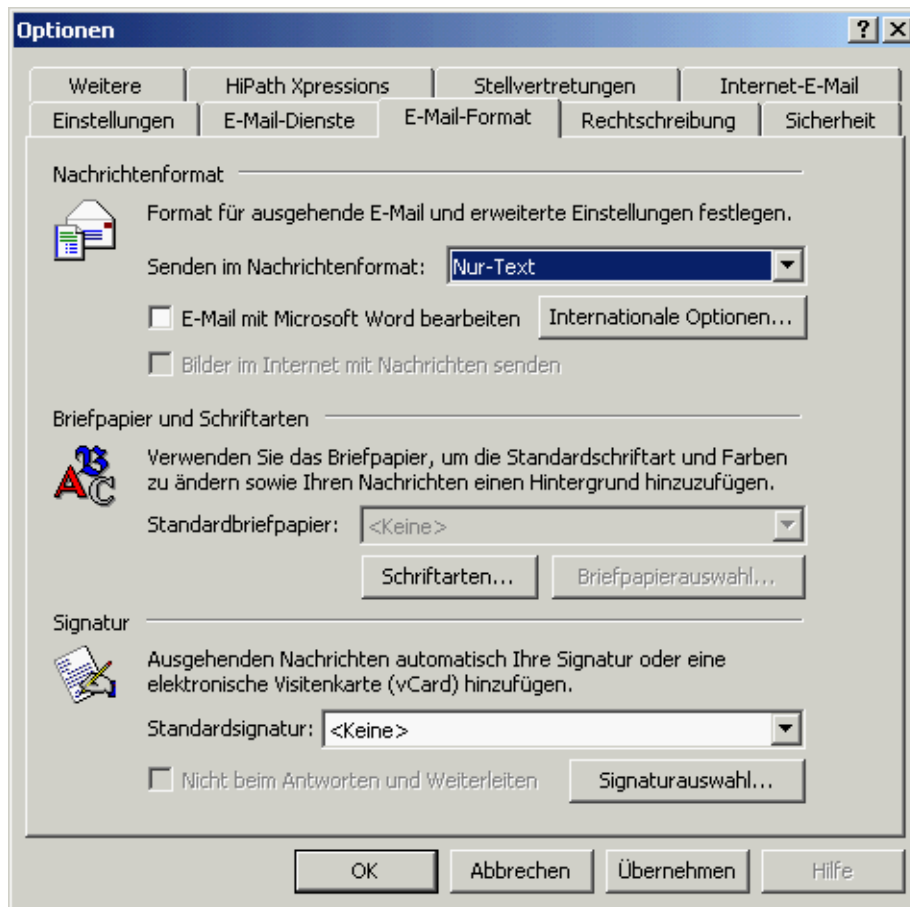 Optionen
Weitere HiPath Xpressions Stellvertretungen Internet-E-Mail
Einstellungen E-Mail-Dienste E-Mail-Format Rechtschreibung Sicherheit
Nachrichtenformat
Format für ausgehende E-Mail und erweiterte Einstellungen festlegen.
Senden im Nachrichtenformat: Nur-Text
E-Mail mit Microsoft Word bearbeiten Internationale Optionen...
Bilder im Internet mit Nachrichten senden
Briefpapier und Schriftarten
Verwenden Sie das Briefpapier, um die Standardschriftart und Farben
zu ändern sowie Ihren Nachrichten einen Hintergrund hinzuzufügen.
Standardbriefpapier: <Keine>
Schriftarten... Briefpapierauswahl...
Signatur
Ausgehenden Nachrichten automatisch Ihre Signatur oder eine
elektronische Visitenkarte (vCard) hinzufügen.
Standardsignatur: <Keine>
Nicht beim Antworten und Weiterleiten Signaturauswahl...
OK Abbrechen Übernehmen Hilfe